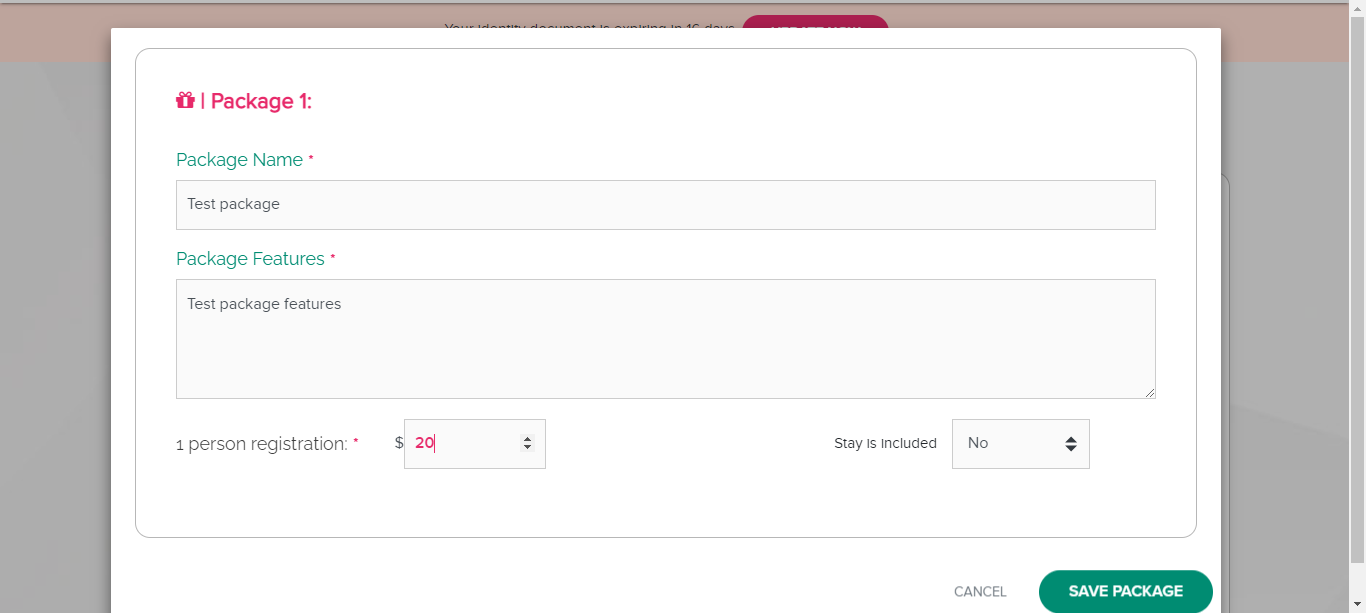 Your identity document is expiring in 16 days
| Package 1:
Package Name *
Test package
Package Features *
Test package features
1 person registration: * $ 20 Stay is Included No
CANCEL SAVE PACKAGE